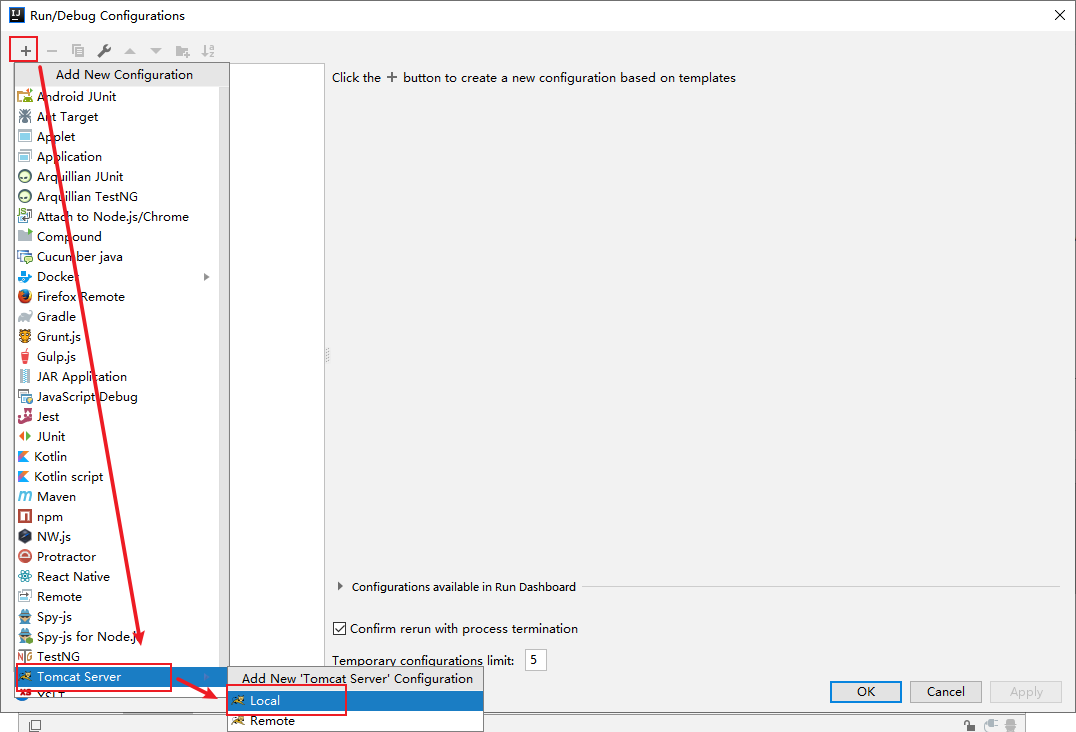 Run/Debug Configurations
Add New Configuration
Click the + button to create a new configuration based on templates
Android JUnit
Ant Target
Applet
Application
Arquillian JUnit
Arquillian TestNG
Attach to Node.js/Chrome
Compound
Cucumber java
Docker
Firefox Remote
Gradle
Grunt.js
Gulp.js
JAR Application
JavaScript Debug
Jest
JUnit
Kotlin
Kotlin script
Maven
npm
NW.js
Protractor
React Native
Configurations available in Run Dashboard
Remote
Spy-js
Confirm rerun with process termination
Spy-js for Node.js
TestNG
Temporary configurations limit: 5
Tomcat Server
Add New 'Tomcat Server' Configuration
XSLT
Local
Remote
OK
Cancel
Apply